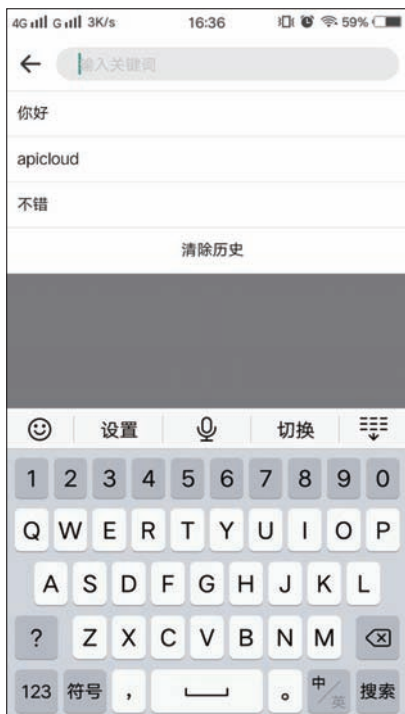 4G G 3K/s 16:36 59%
输入关键词
你好
apicloud
不错
清除历史
设置 切换
1 2 3 4 5 6 7 8 9 0
Q W E R T Y U I O P
A S D F G H J K L
? Z X C V B N M
123 符号 , 。 中/英 搜索